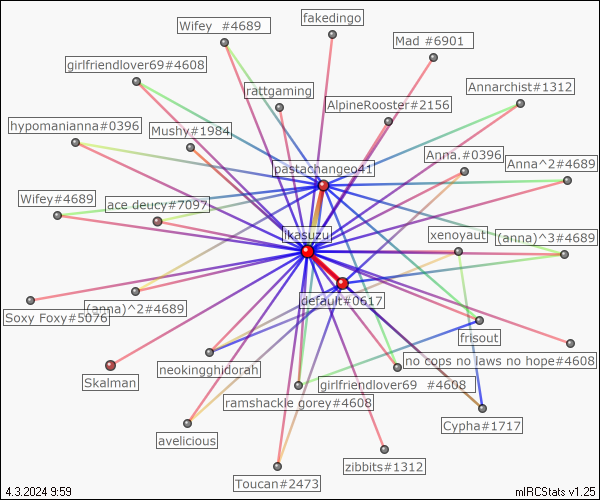 fakedingo
Wifey   #4689
Mad #6901
girlfriendlover69#4608
rattgaming
Annarchist#1312
AlpineRooster#2156
hypomanianna#0396
Mushy#1984
Anna.#0396
Anna^2#4689
pastachangeo41
Wifey#4689
ace deucy#7097
ikasuzu
xenovaut
(anna)^3#4689
default#0617
(anna)^2#4689
Soxy Foxy#5076
frisout
no cops no laws no hope#4608
neokingghidorah
Skalman
girlfriendlover69   #4608
ramshackle gorey#4608
Cypha#1717
avelicious
zibbits#1312
Toucan#2473
4.3.2024 9:59
mIRCStats v1.25